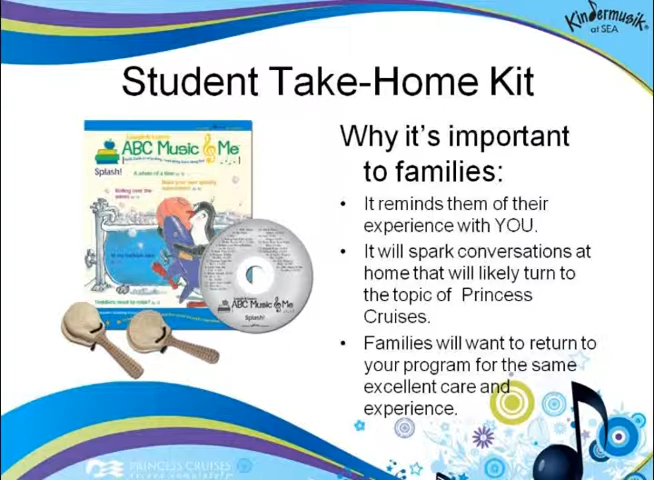 Kindermusik
at SEA
Student Take-Home Kit
ABC Music & Me
Splash!
Why it's important
to families:
• It reminds them of their
experience with YOU.
• It will spark conversations at
home that will likely turn to
the topic of Princess
Cruises.
• Families will want to return to
your program for the same
excellent care and
experience.
ABC Music & Me
Splash!
PRINCESS CRUISES